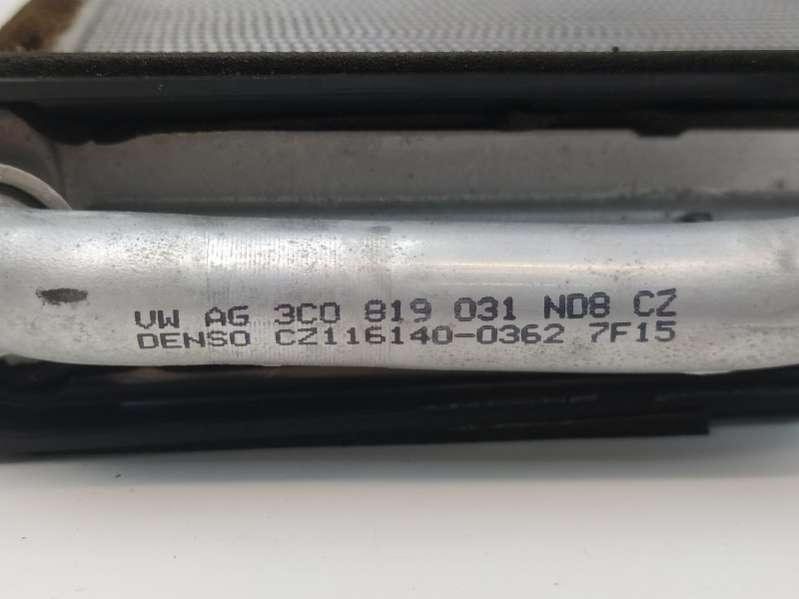 VW AG 3C0 819 031 ND8 CZ
DENSO CZ116140-0362 7F15